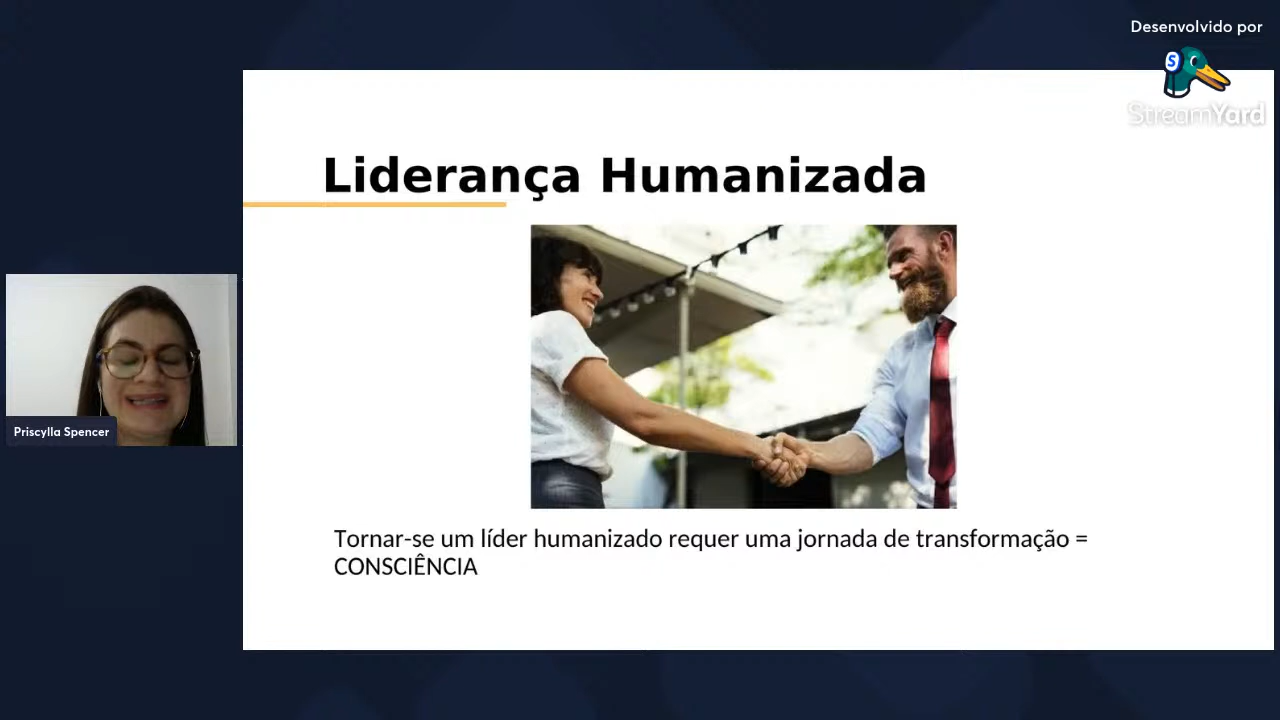 Desenvolvido por
S
StreamYard
Liderança Humanizada
Priscylla Spencer
Tornar-se um líder humanizado requer uma jornada de transformação =
CONSCIÊNCIA